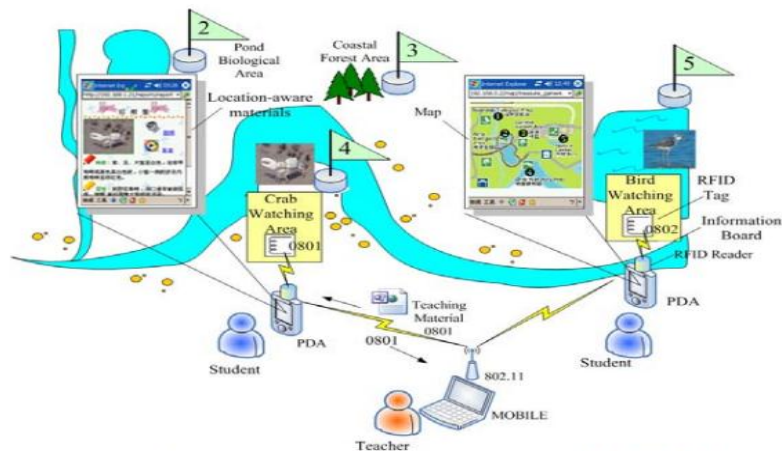 2
Pond
Biological
Area
Coastal
Forest Area
3
5
Location-aware
materials
Internet Explorer
Map
4
Crab
Watching
Area
0801
Bird
Watching
Area
0802
RFID
Tag
Information
Board
RFID Reader
PDA
Teaching
Material
0801
0801
PDA
Student
Student
802.11
MOBILE
Teacher